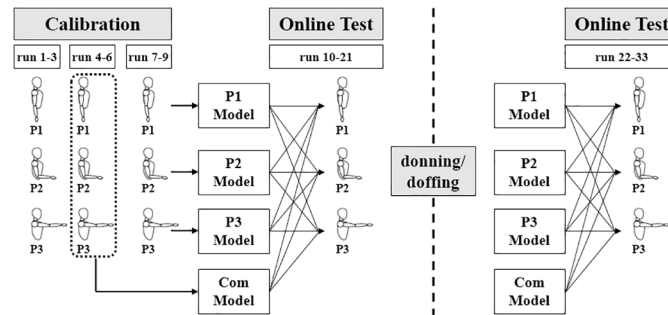 Calibration
Online Test
Online Test
run 1-3
run 4-6
run 7-9
run 10-21
run 22-33
P1
P1
P1
P1 Model
P1
P1 Model
P1
P2
P2
P2
P2 Model
P2
donning/
doffing
P2 Model
P2
P3
P3
P3
P3 Model
P3
P3 Model
P3
Com Model
Com Model